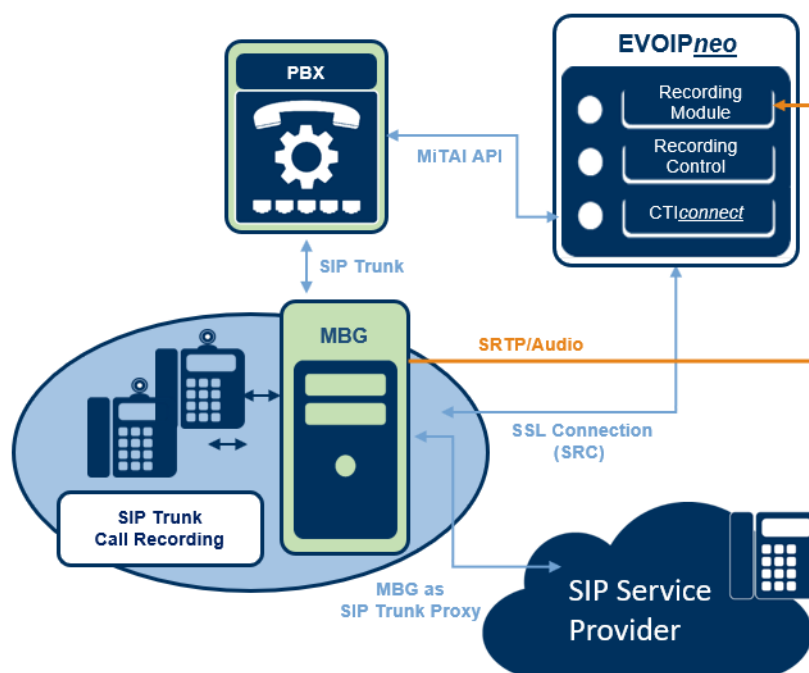 EVOIPneo
PBX
Recording
Module
Recording
Control
CTIconnect
MiTAI API
SIP Trunk
MBG
SRTP/Audio
SSL Connection
(SRC)
SIP Trunk
Call Recording
MBG as
SIP Trunk Proxy
SIP Service
Provider